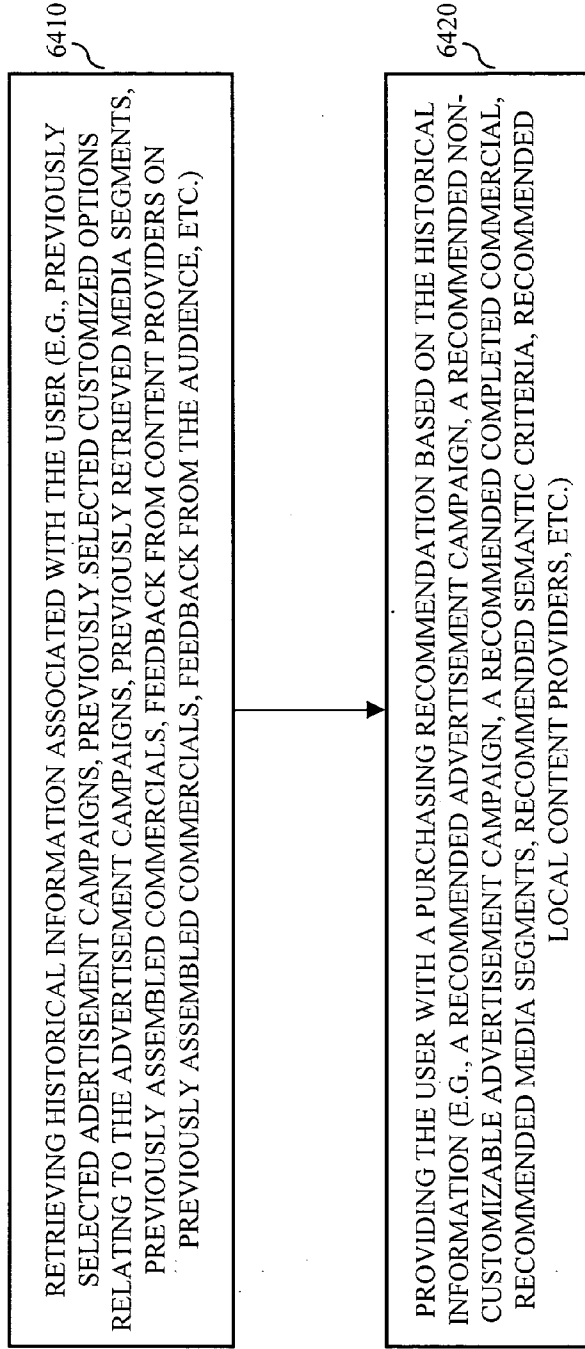 6410
RETRIEVING HISTORICAL INFORMATION ASSOCIATED WITH THE USER (E.G., PREVIOUSLY
SELECTED ADERTISEMENT CAMPAIGNS, PREVIOUSLY SELECTED CUSTOMIZED OPTIONS
RELATING TO THE ADVERTISEMENT CAMPAIGNS, PREVIOUSLY RETRIEVED MEDIA SEGMENTS,
PREVIOUSLY ASSEMBLED COMMERCIALS, FEEDBACK FROM CONTENT PROVIDERS ON
PREVIOUSLY ASSEMBLED COMMERCIALS, FEEDBACK FROM THE AUDIENCE, ETC.)
6420
PROVIDING THE USER WITH A PURCHASING RECOMMENDATION BASED ON THE HISTORICAL
INFORMATION (E.G., A RECOMMENDED ADVERTISEMENT CAMPAIGN, A RECOMMENDED NON-
CUSTOMIZABLE ADVERTISEMENT CAMPAIGN, A RECOMMENDED COMPLETED COMMERCIAL,
RECOMMENDED MEDIA SEGMENTS, RECOMMENDED SEMANTIC CRITERIA, RECOMMENDED
LOCAL CONTENT PROVIDERS, ETC.)